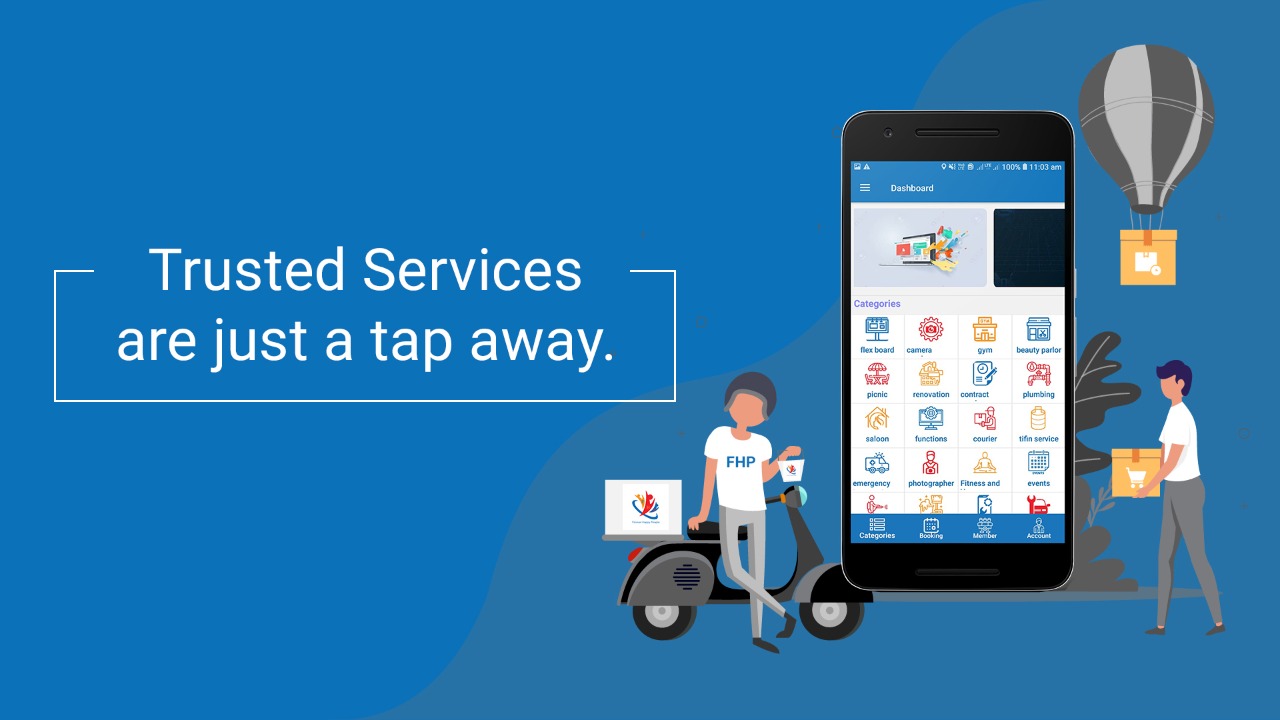 Trusted Services
are just a tap away.
100% 11:03 am
Dashboard
Categories
flex board
camera
gym
beauty parlor
picnic
renovation
contract
plumbing
saloon
functions
courier
tifin service
emergency
photographer
Fitness and
events
Categories
Booking
Member
Account
FHP
GYM